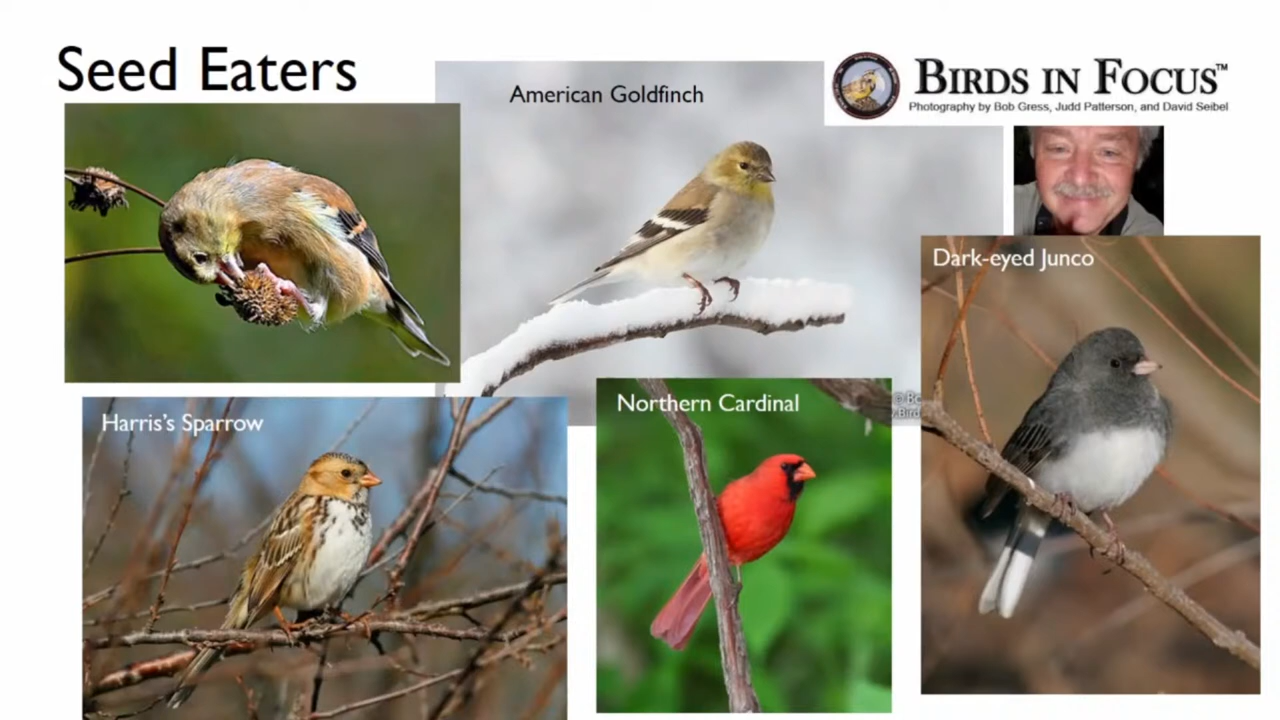 Seed Eaters
American Goldfinch
BIRDS IN FOCUS™
Photography by Bob Gress, Judd Patterson, and David Seibel
Dark-eyed Junco
Harris's Sparrow
Northern Cardinal